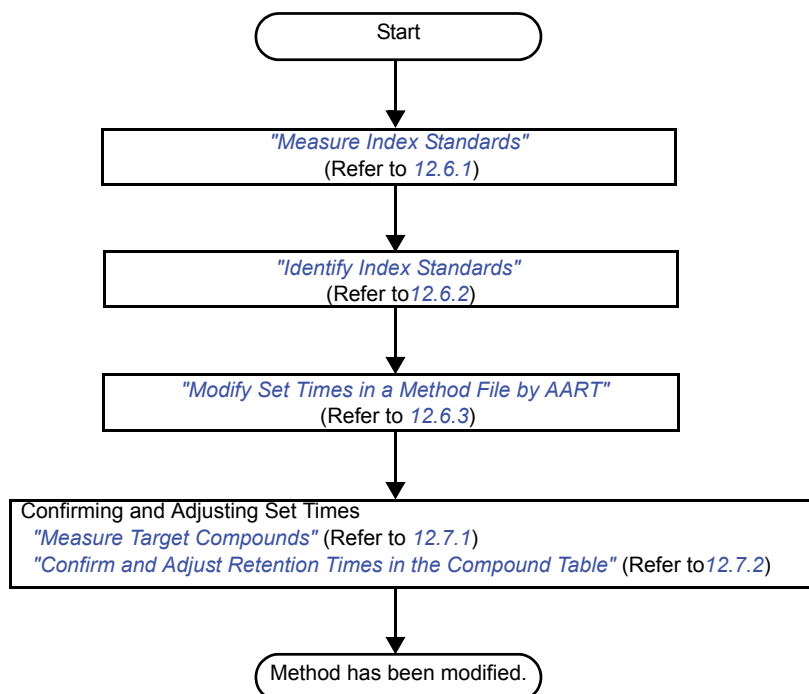 Start
"Measure Index Standards"
(Refer to 12.6.1)
"Identify Index Standards"
(Refer to12.6.2)
"Modify Set Times in a Method File by AART"
(Refer to 12.6.3)
Confirming and Adjusting Set Times
"Measure Target Compounds" (Refer to 12.7.1)
"Confirm and Adjust Retention Times in the Compound Table" (Refer to12.7.2)
Method has been modified.